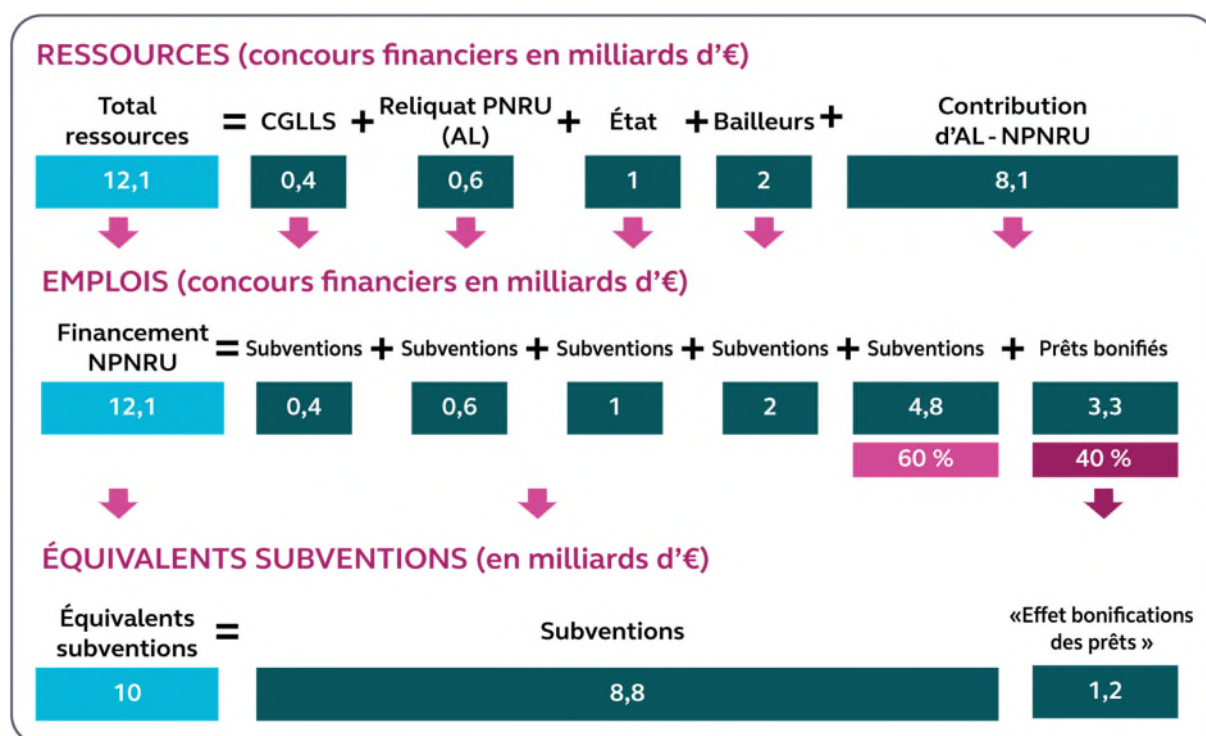 RESSOURCES (concours financiers en milliards d'€)
Total ressources = CGLLS + Reliquat PNRU (AL) + État + Bailleurs + Contribution d'AL - NPNRU
12,1 0,4 0,6 1 2 8,1
EMPLOIS (concours financiers en milliards d'€)
Financement NPNRU = Subventions + Subventions + Subventions + Subventions + Subventions + Prêts bonifiés
12,1 0,4 0,6 1 2 4,8 3,3
60 % 40 %
ÉQUIVALENTS SUBVENTIONS (en milliards d'€)
Équivalents subventions = Subventions «Effet bonifications des prêts »
10 8,8 1,2